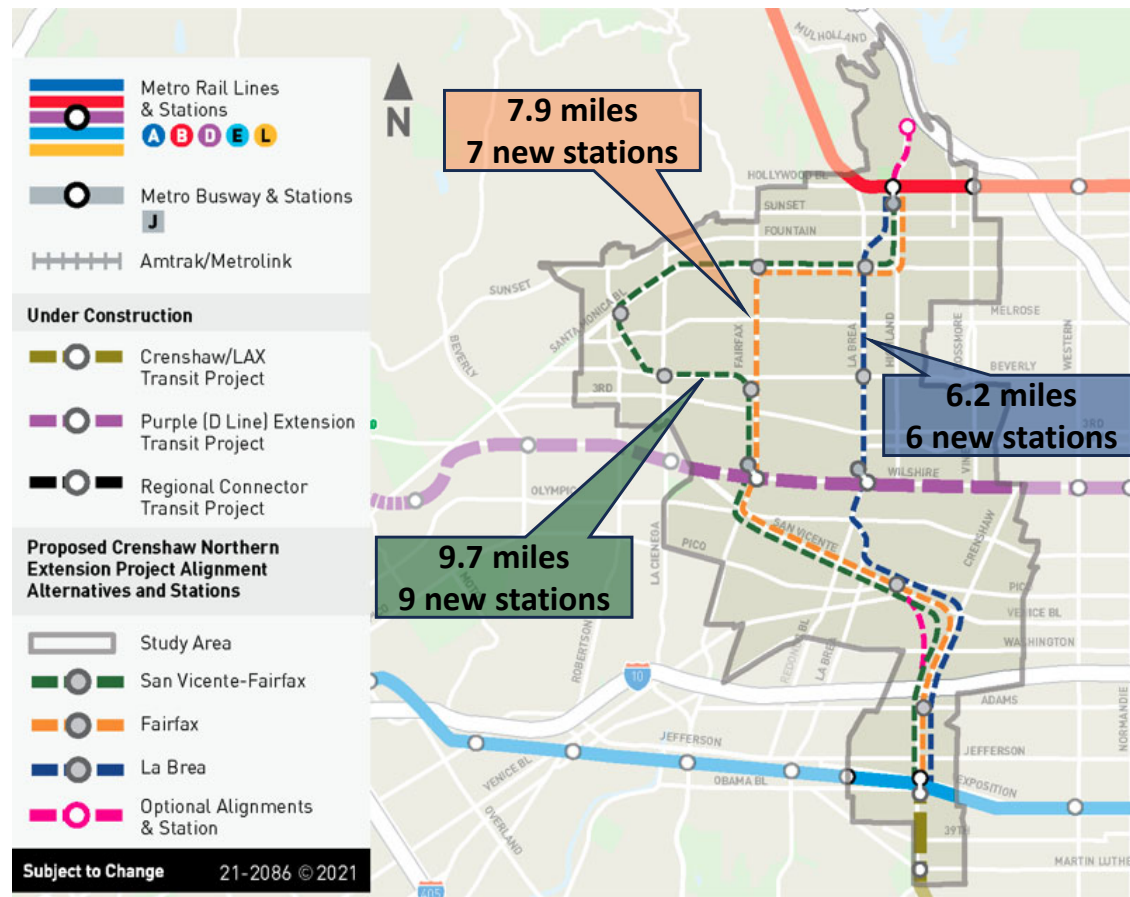 Metro Rail Lines
& Stations
A B D E L
Metro Busway & Stations
J
Amtrak/Metrolink
Under Construction
Crenshaw/LAX
Transit Project
Purple (D Line) Extension
Transit Project
Regional Connector
Transit Project
Proposed Crenshaw Northern
Extension Project Alignment
Alternatives and Stations
Study Area
San Vicente-Fairfax
Fairfax
La Brea
Optional Alignments
& Station
Subject to Change 21-2086 © 2021
N
7.9 miles
7 new stations
6.2 miles
6 new stations
9.7 miles
9 new stations
MULHOLLAND
HOLLYWOOD BL
SUNSET
FOUNTAIN
SUNSET
SANTA MONICA BL
MELROSE
BEVERLY
FAIRFAX
LA BREA
HIGHLAND
BEVERLY
WESTERN
3RD
3RD
WILSHIRE
VINE
OLYMPIC
SAN VICENTE
CRENSHAW
PICO
LA CIENEGA
PICO
VENICE BL
WASHINGTON
ROBERTSON
REDONDO BL
LA BREA
10
ADAMS
NORMANDIE
JEFFERSON
JEFFERSON
VENICE BL
OBAMA BL
EXPOSITION
OVERLAND
39TH
405